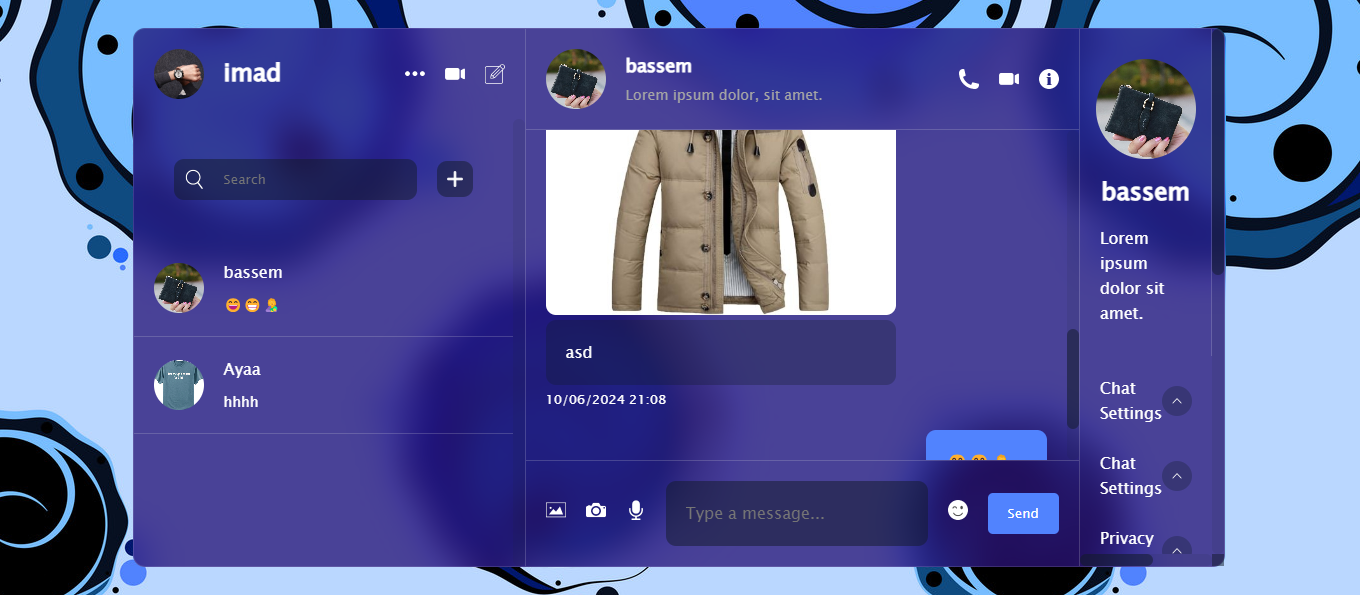 imad
Search
bassem
😄 😁 🤱
Ayaa
hhhh
bassem
Lorem ipsum dolor, sit amet.
asd
10/06/2024 21:08
Type a message...
Send
bassem
Lorem
ipsum
dolor sit
amet.
Chat
Settings
Chat
Settings
Privacy